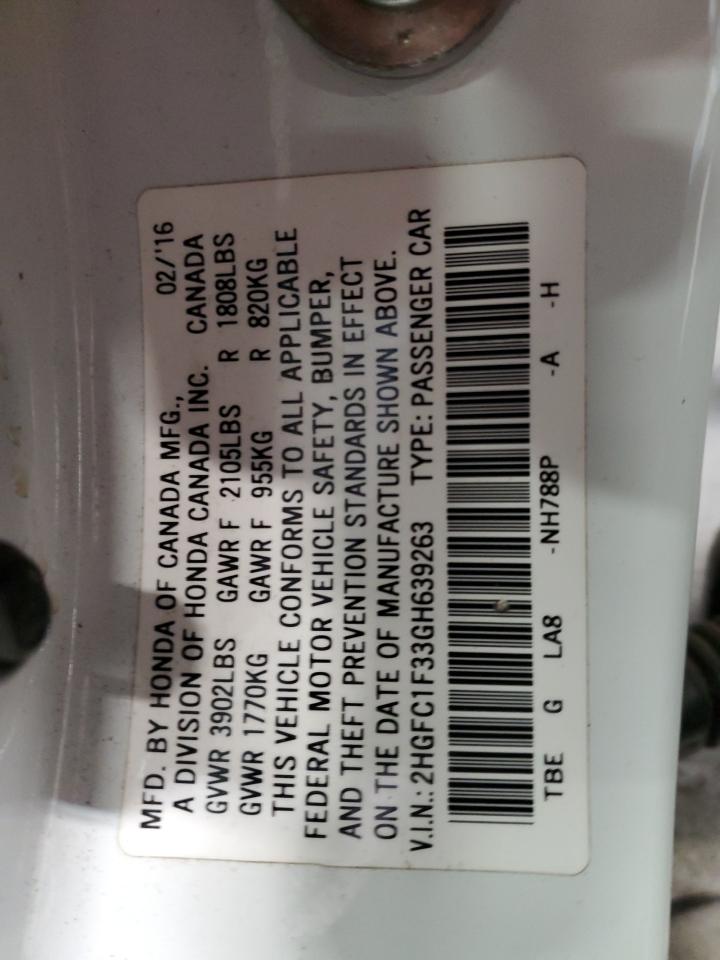 MFD. BY HONDA OF CANADA MFG., 02/'16
A DIVISION OF HONDA CANADA INC. CANADA
GVWR 3902LBS GAWR F 2105LBS R 1808LBS
GVWR 1770KG GAWR F 955KG R 820KG
THIS VEHICLE CONFORMS TO ALL APPLICABLE
FEDERAL MOTOR VEHICLE SAFETY, BUMPER,
AND THEFT PREVENTION STANDARDS IN EFFECT
ON THE DATE OF MANUFACTURE SHOWN ABOVE.
V.I.N.: 2HGFC1F33GH639263 TYPE: PASSENGER CAR
TBE G LA8 -NH788P -A -H